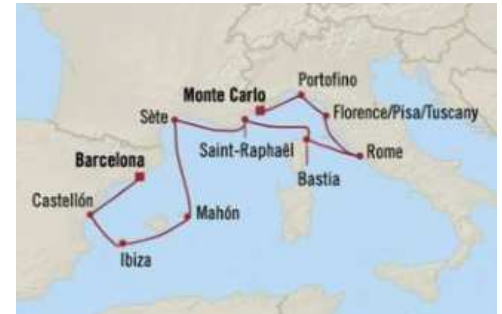 Portofino
Monte Carlo
Florence/Pisa/Tuscany
Sète
Saint-Raphaël
Rome
Barcelona
Bastia
Castellón
Mahón
Ibiza